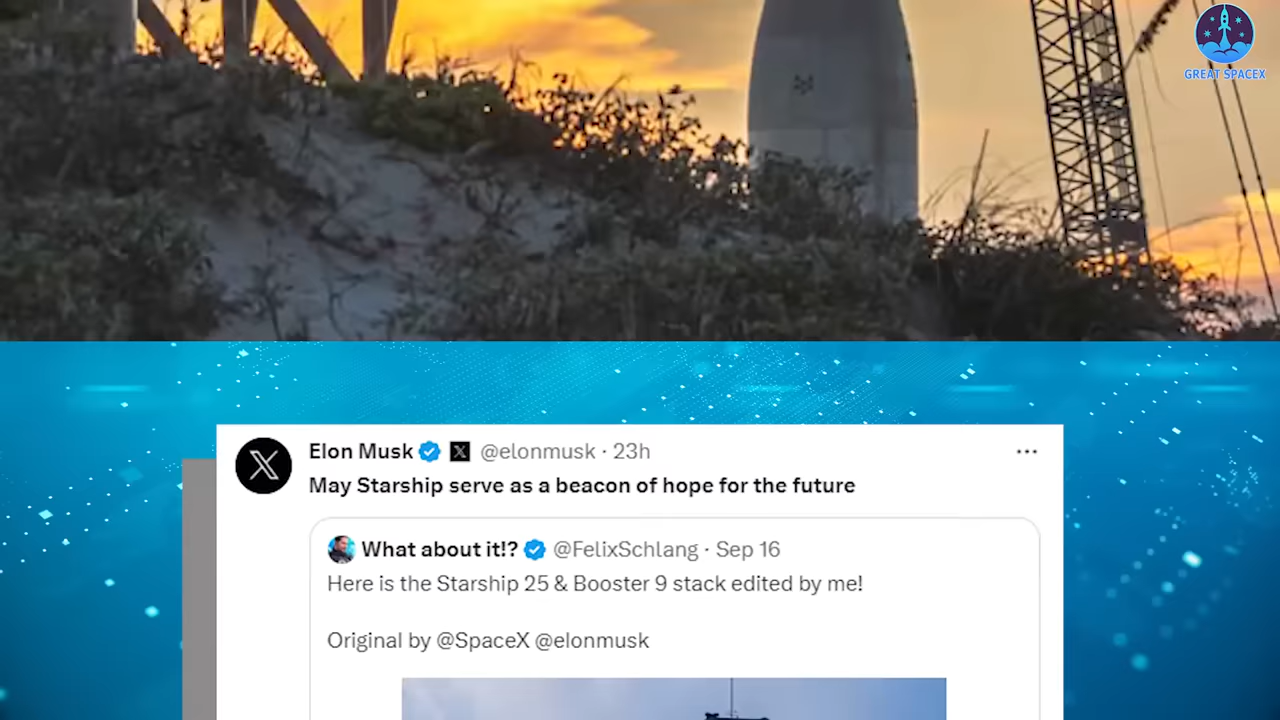 GREAT SPACEX
Elon Musk @elonmusk · 23h
May Starship serve as a beacon of hope for the future
What about it!? @FelixSchlang · Sep 16
Here is the Starship 25 & Booster 9 stack edited by me!
Original by @SpaceX @elonmusk